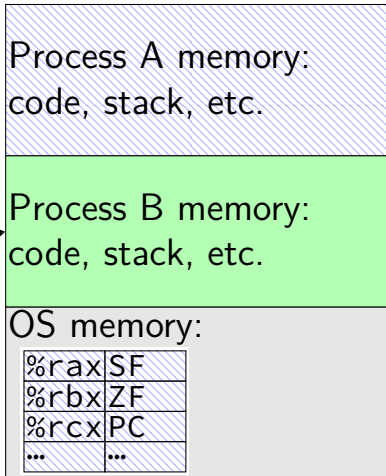 Process A memory:
code, stack, etc.
Process B memory:
code, stack, etc.
OS memory:
%rax SF
%rbx ZF
%rcx PC
… …